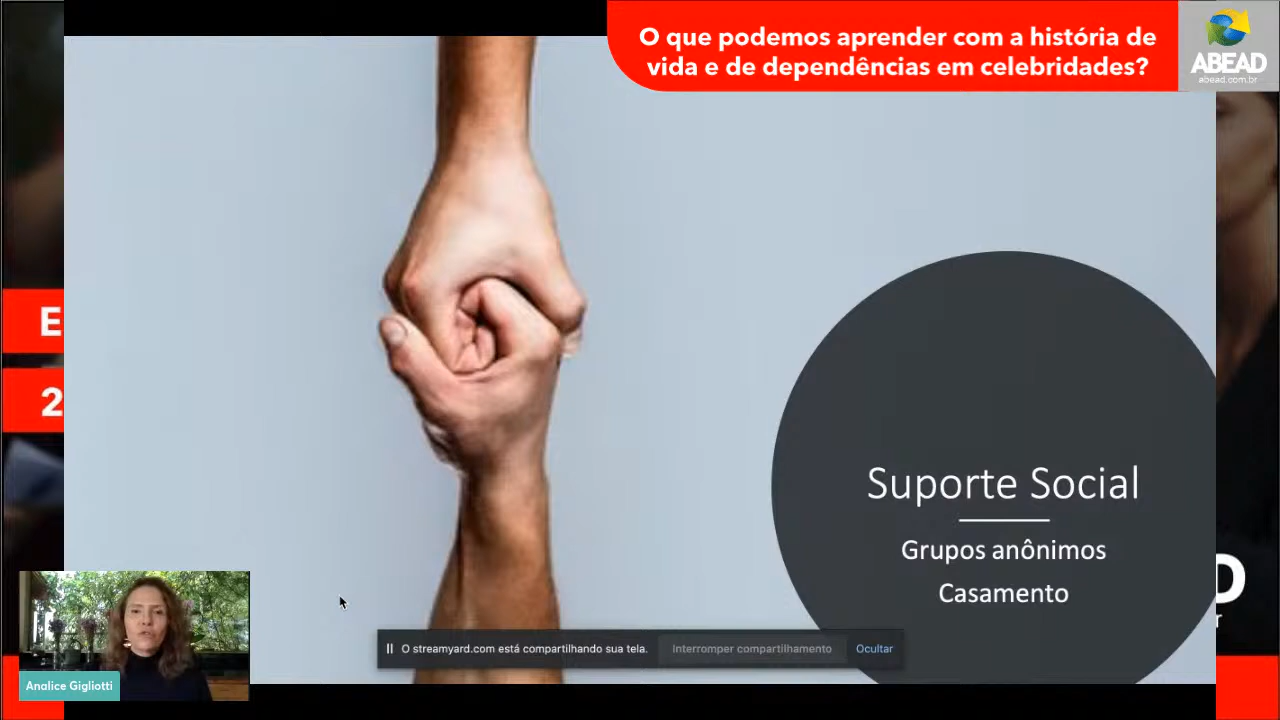 O que podemos aprender com a história de
vida e de dependências em celebridades?
ABEAD
abead.com.br
E
2
Suporte Social
Grupos anônimos
Casamento
D
r
O streamyard.com está compartilhando sua tela.
Interromper compartilhamento
Ocultar
Analice Gigliotti